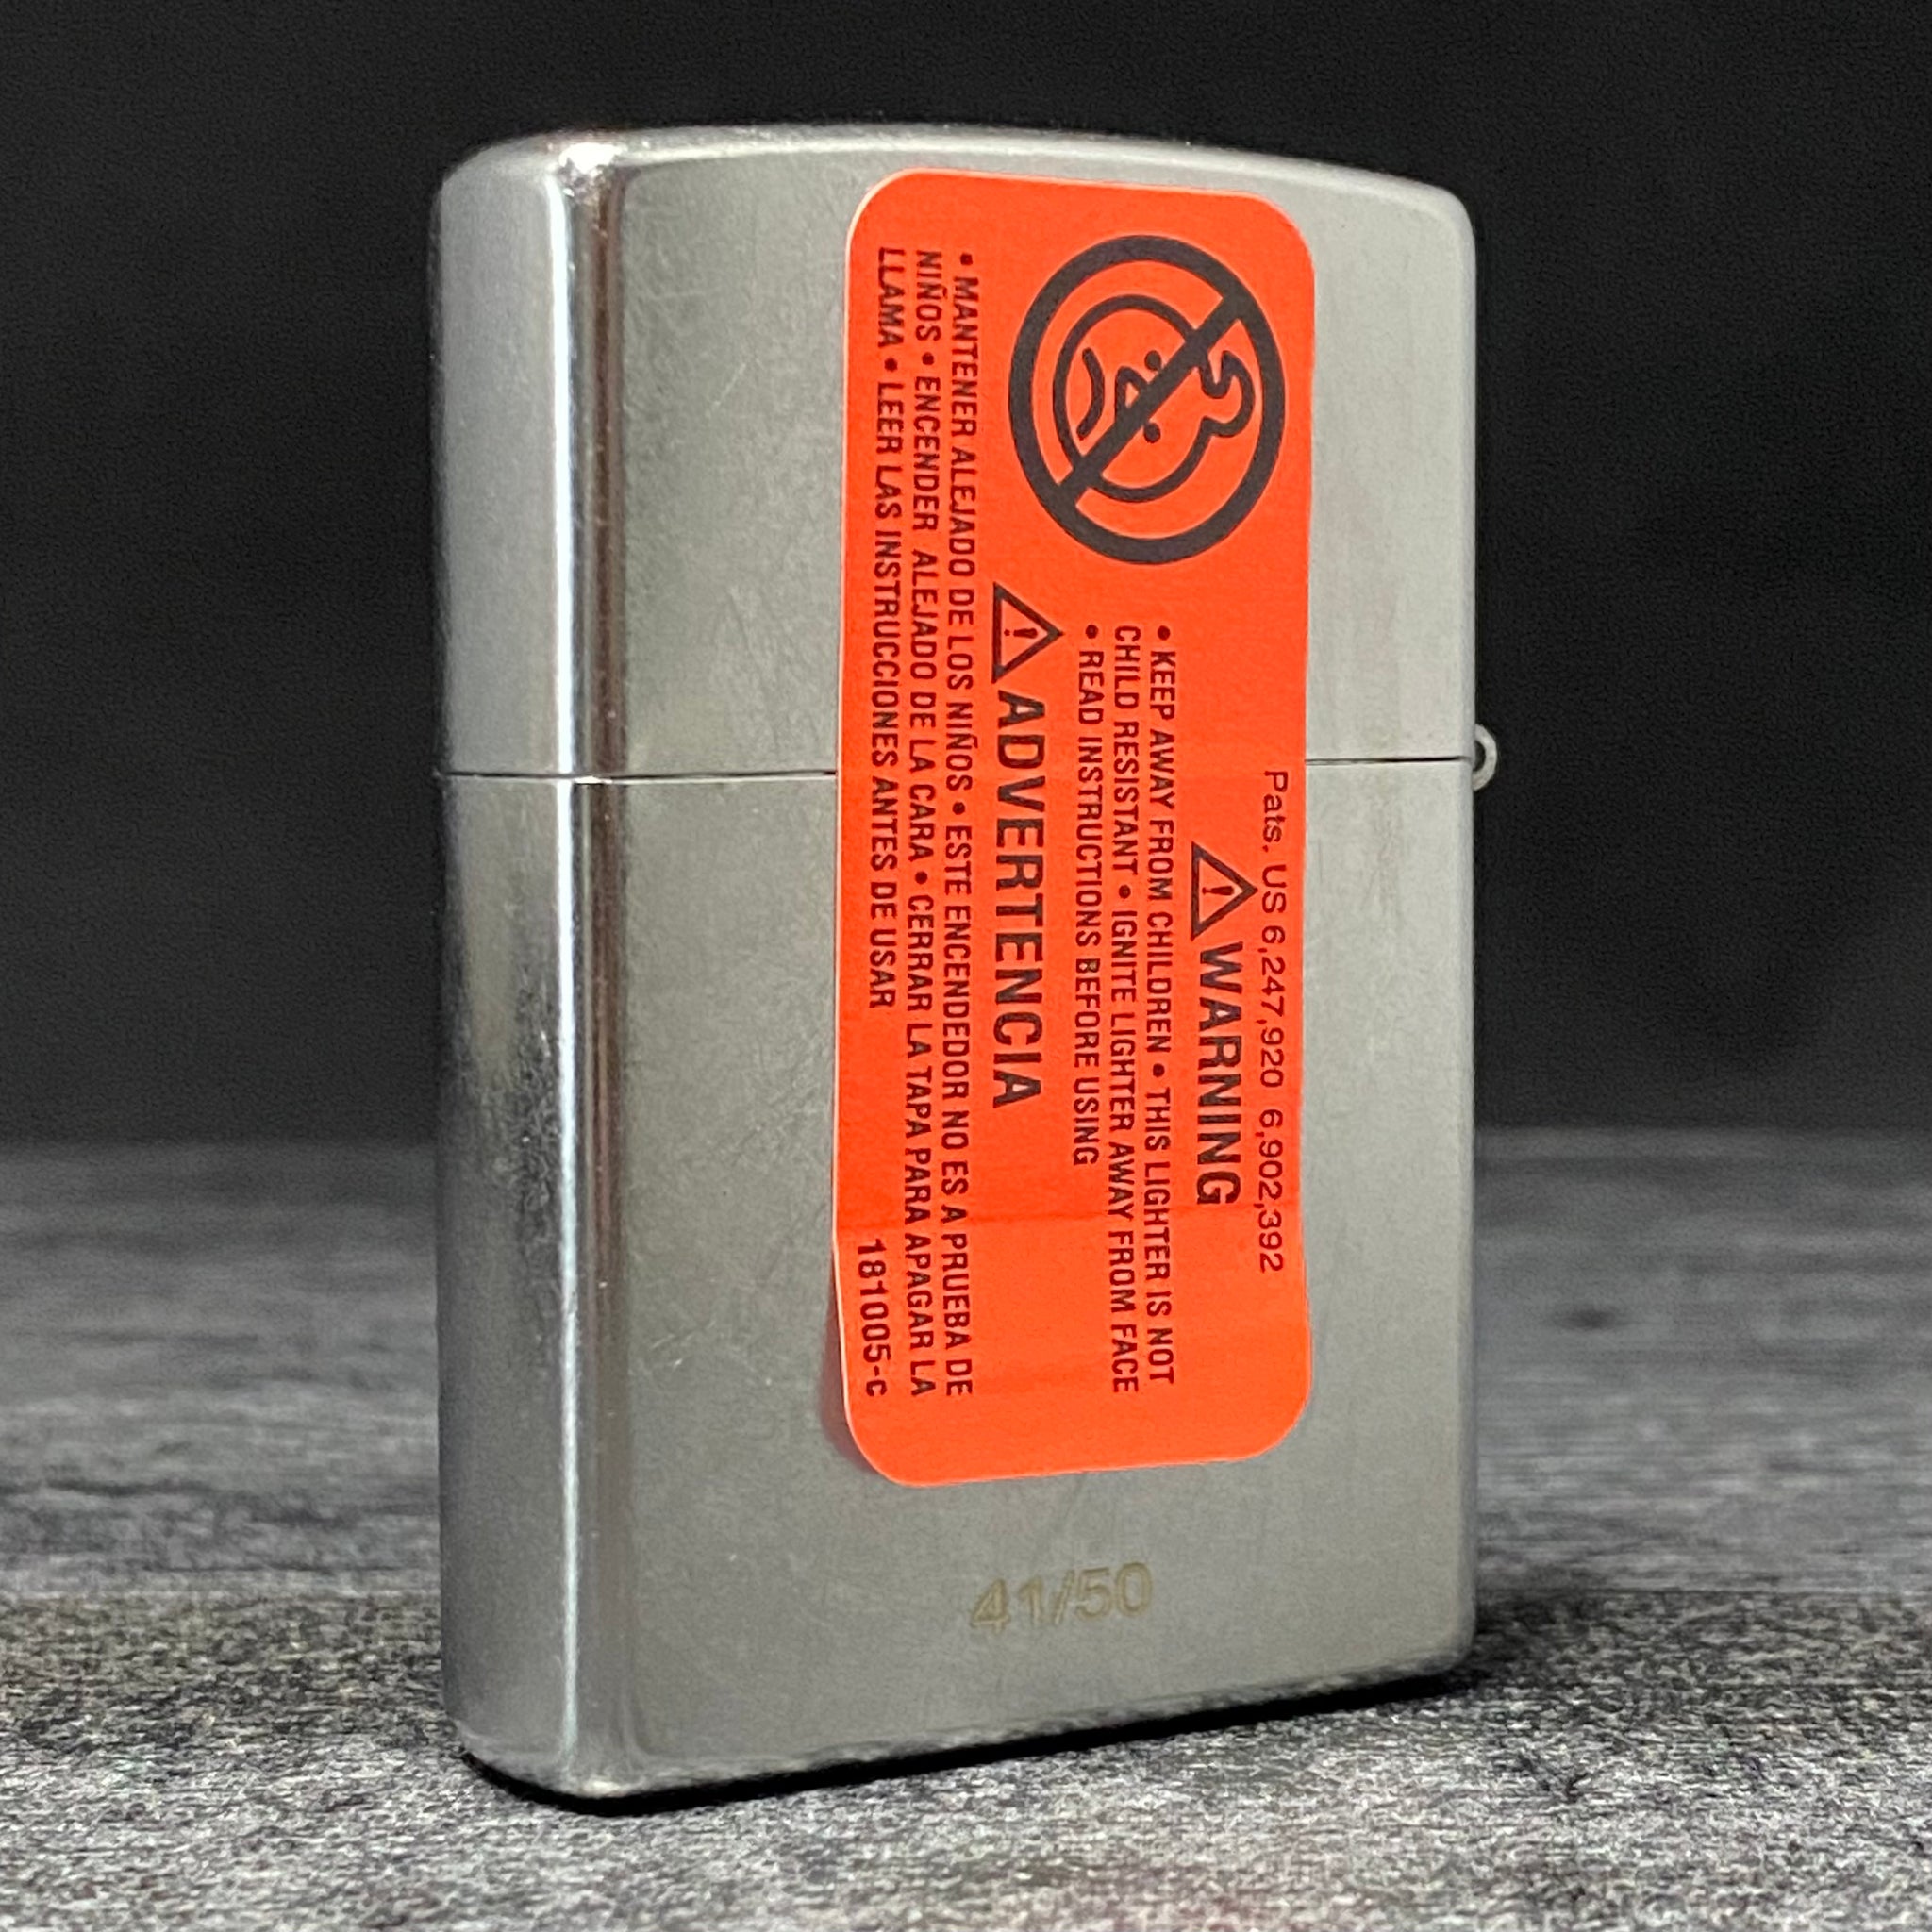 Pats. US 6,247,920 6,902,392
WARNING
• KEEP AWAY FROM CHILDREN • THIS LIGHTER IS NOT
CHILD RESISTANT • IGNITE LIGHTER AWAY FROM FACE
• READ INSTRUCTIONS BEFORE USING
ADVERTENCIA
• MANTENER ALEJADO DE LOS NIÑOS • ESTE ENCENDEDOR NO ES A PRUEBA DE
NIÑOS • ENCENDER ALEJADO DE LA CARA • CERRAR LA TAPA PARA APAGAR LA
LLAMA • LEER LAS INSTRUCCIONES ANTES DE USAR
181005-c
41/50